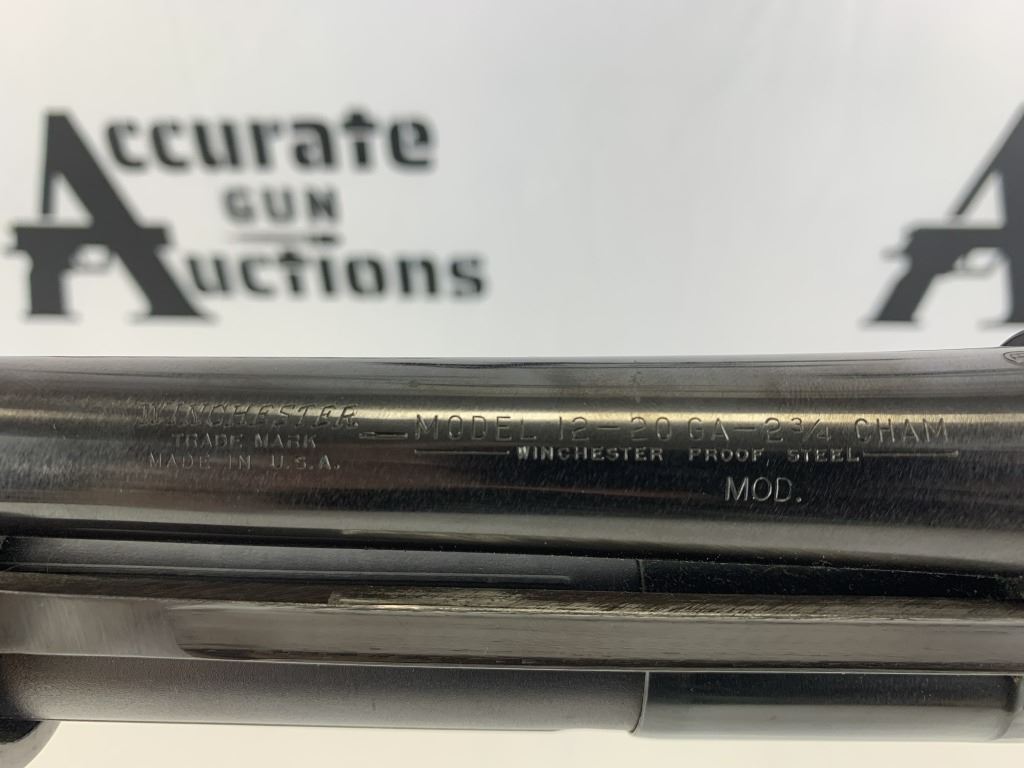 Accurate
GUN
Auctions
WINCHESTER
TRADE MARK
MADE IN U.S.A.
MODEL 12-20 GA-2¾ CHAM
WINCHESTER PROOF STEEL
MOD.